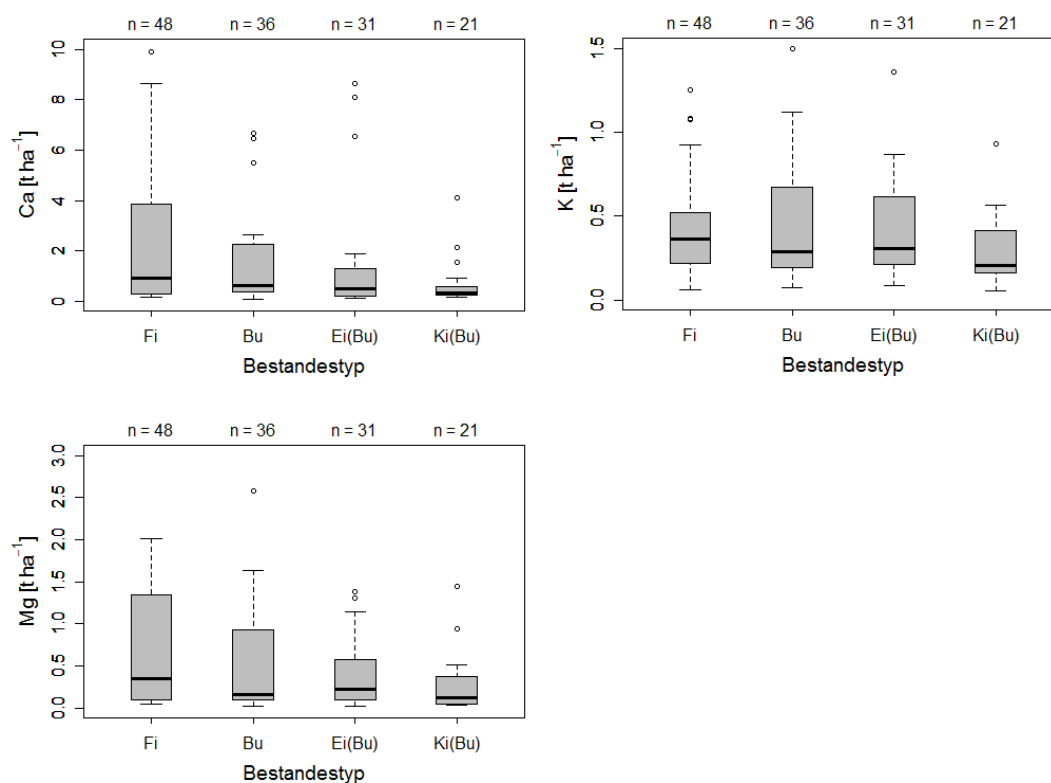 n = 48 n = 36 n = 31 n = 21
Ca [t ha⁻¹]
10
8
6
4
2
0
Fi Bu Ei(Bu) Ki(Bu)
Bestandestyp
n = 48 n = 36 n = 31 n = 21
K [t ha⁻¹]
1.5
1.0
0.5
0.0
Fi Bu Ei(Bu) Ki(Bu)
Bestandestyp
n = 48 n = 36 n = 31 n = 21
Mg [t ha⁻¹]
3.0
2.5
2.0
1.5
1.0
0.5
0.0
Fi Bu Ei(Bu) Ki(Bu)
Bestandestyp